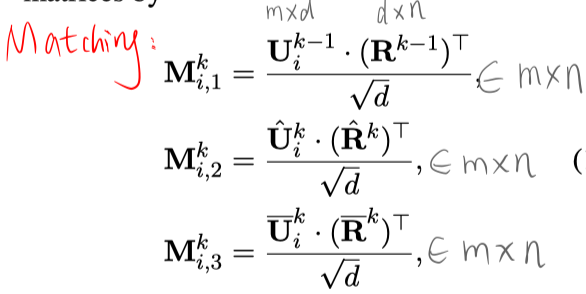 matrices by
m×d d×n
Matching:
M^k_{i,1} = U^{k−1}_i · (R^{k−1})^⊤ / √d, ∈ m×n
M^k_{i,2} = Û^k_i · (R̂^k)^⊤ / √d, ∈ m×n (
M^k_{i,3} = U̅^k_i · (R̅^k)^⊤ / √d, ∈ m×n